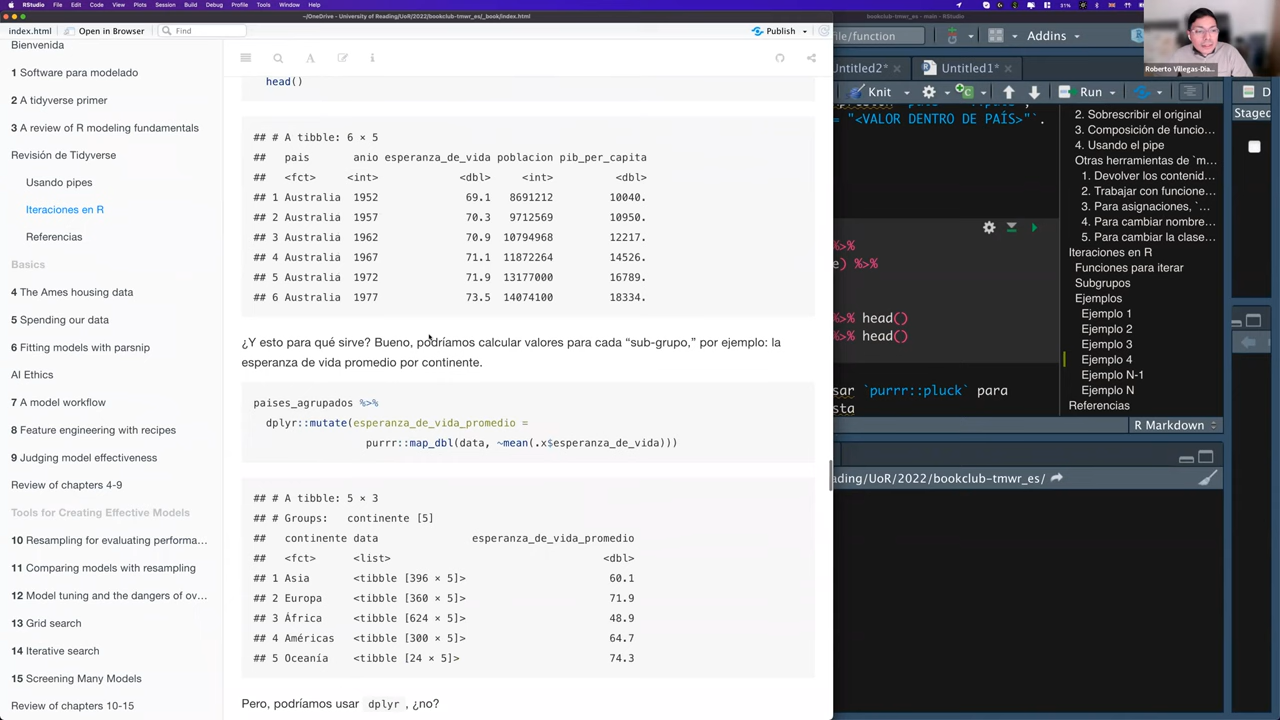 RStudio File Edit Code View Plots Session Build Debug Profile Tools Window Help
31%
~/OneDrive - University of Reading/UoR/2022/bookclub-tmwr_es/_book/index.html
bookclub-tmwr_es - main - RStudio
index.html Open in Browser Find Publish
Bienvenida
1 Software para modelado
2 A tidyverse primer
3 A review of R modeling fundamentals
Revisión de Tidyverse
Usando pipes
Iteraciones en R
Referencias
Basics
4 The Ames housing data
5 Spending our data
6 Fitting models with parsnip
AI Ethics
7 A model workflow
8 Feature engineering with recipes
9 Judging model effectiveness
Review of chapters 4-9
Tools for Creating Effective Models
10 Resampling for evaluating performa…
11 Comparing models with resampling
12 Model tuning and the dangers of ov…
13 Grid search
14 Iterative search
15 Screening Many Models
Review of chapters 10-15
head()
## # A tibble: 6 × 5
## pais anio esperanza_de_vida poblacion pib_per_capita
## <fct> <int> <dbl> <int> <dbl>
## 1 Australia 1952 69.1 8691212 10040.
## 2 Australia 1957 70.3 9712569 10950.
## 3 Australia 1962 70.9 10794968 12217.
## 4 Australia 1967 71.1 11872264 14526.
## 5 Australia 1972 71.9 13177000 16789.
## 6 Australia 1977 73.5 14074100 18334.
¿Y esto para qué sirve? Bueno, podríamos calcular valores para cada “sub-grupo,” por ejemplo: la
esperanza de vida promedio por continente.
paises_agrupados %>%
dplyr::mutate(esperanza_de_vida_promedio =
purrr::map_dbl(data, ~mean(.x$esperanza_de_vida)))
## # A tibble: 5 × 3
## # Groups: continente [5]
## continente data esperanza_de_vida_promedio
## <fct> <list> <dbl>
## 1 Asia <tibble [396 × 5]> 60.1
## 2 Europa <tibble [360 × 5]> 71.9
## 3 África <tibble [624 × 5]> 48.9
## 4 Américas <tibble [300 × 5]> 64.7
## 5 Oceanía <tibble [24 × 5]> 74.3
Pero, podríamos usar dplyr , ¿no?
file/function Addins
Roberto Villegas-Dia...
Untitled2* Untitled1*
Knit Run
Staged
= "<VALOR DENTRO DE PAÍS>"`.
%>%
e) %>%
%>% head()
%>% head()
sar `purrr::pluck` para
sta
2. Sobrescribir el original
3. Composición de funcio…
4. Usando el pipe
Otras herramientas de `m…
1. Devolver los contenid…
2. Trabajar con funcione…
3. Para asignaciones, `…
4. Para cambiar nombre…
5. Para cambiar la clase…
Iteraciones en R
Funciones para iterar
Subgrupos
Ejemplos
Ejemplo 1
Ejemplo 2
Ejemplo 3
Ejemplo 4
Ejemplo N-1
Ejemplo N
Referencias
R Markdown
ading/UoR/2022/bookclub-tmwr_es/